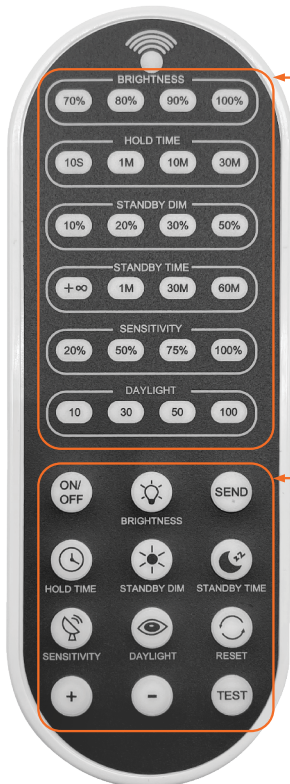 BRIGHTNESS
70% 80% 90% 100%
HOLD TIME
10S 1M 10M 30M
STANDBY DIM
10% 20% 30% 50%
STANDBY TIME
+∞ 1M 30M 60M
SENSITIVITY
20% 50% 75% 100%
DAYLIGHT
10 30 50 100
ON/
OFF
SEND
BRIGHTNESS
zz
HOLD TIME STANDBY DIM STANDBY TIME
SENSITIVITY DAYLIGHT RESET
+ - TEST